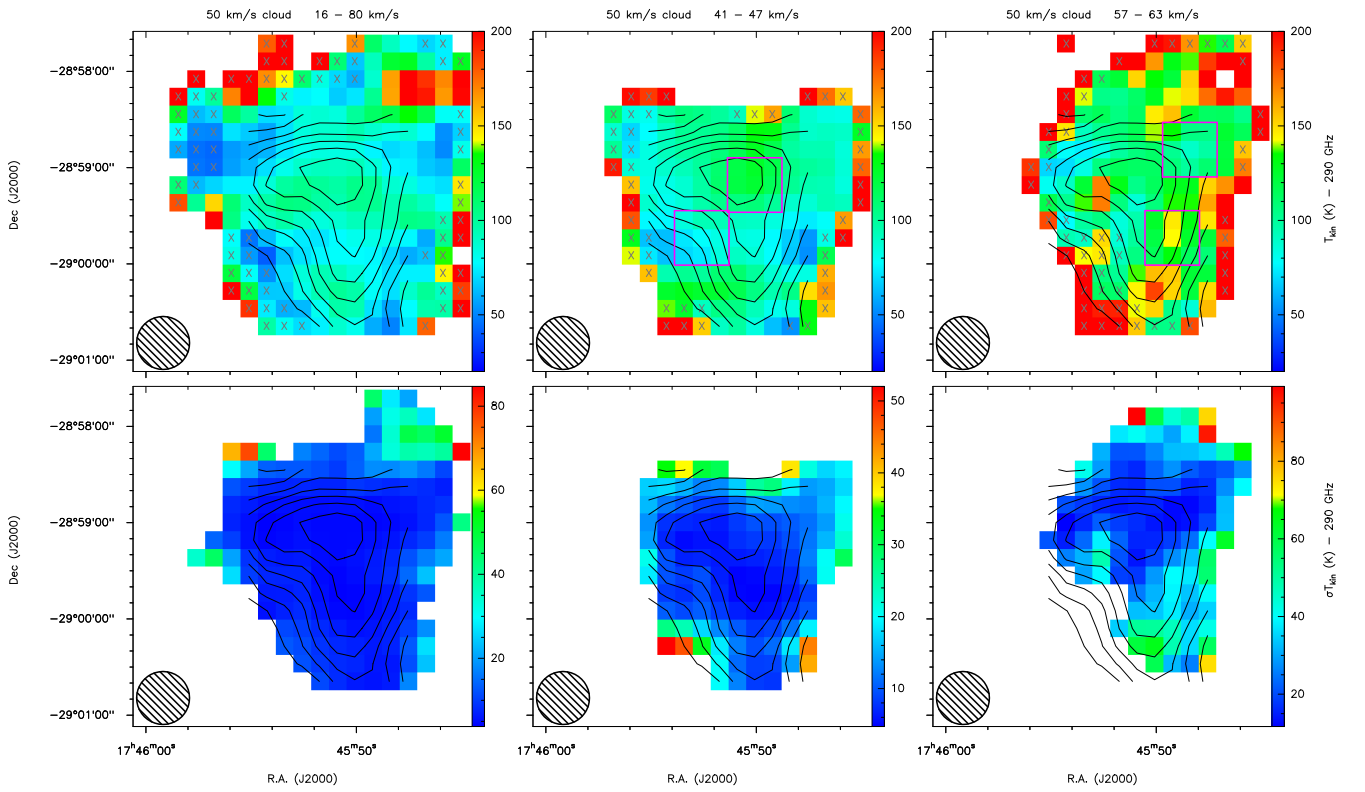 50 km/s cloud 16 – 80 km/s
50 km/s cloud 41 – 47 km/s
50 km/s cloud 57 – 63 km/s
Dec (J2000)
−28°58'00"
−28°59'00"
−29°00'00"
−29°01'00"
200
150
100
50
200
150
100
50
200
150
100
50
Tkin (K) – 290 GHz
Dec (J2000)
−28°58'00"
−28°59'00"
−29°00'00"
−29°01'00"
80
60
40
20
50
40
30
20
10
80
60
40
20
σTkin (K) – 290 GHz
17ʰ46ᵐ00ˢ 45ᵐ50ˢ
45ᵐ50ˢ
45ᵐ50ˢ
R.A. (J2000)
R.A. (J2000)
R.A. (J2000)